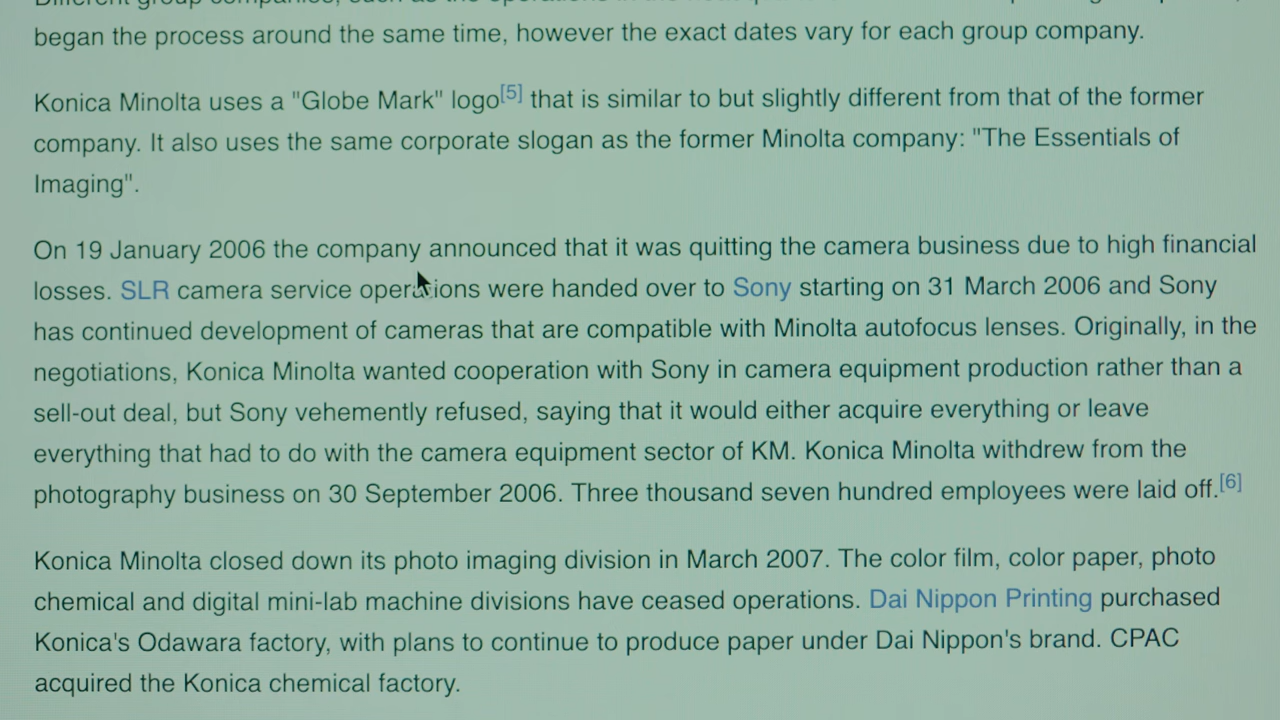 began the process around the same time, however the exact dates vary for each group company.
Konica Minolta uses a "Globe Mark" logo[5] that is similar to but slightly different from that of the former
company. It also uses the same corporate slogan as the former Minolta company: "The Essentials of
Imaging".
On 19 January 2006 the company announced that it was quitting the camera business due to high financial
losses. SLR camera service operations were handed over to Sony starting on 31 March 2006 and Sony
has continued development of cameras that are compatible with Minolta autofocus lenses. Originally, in the
negotiations, Konica Minolta wanted cooperation with Sony in camera equipment production rather than a
sell-out deal, but Sony vehemently refused, saying that it would either acquire everything or leave
everything that had to do with the camera equipment sector of KM. Konica Minolta withdrew from the
photography business on 30 September 2006. Three thousand seven hundred employees were laid off.[6]
Konica Minolta closed down its photo imaging division in March 2007. The color film, color paper, photo
chemical and digital mini-lab machine divisions have ceased operations. Dai Nippon Printing purchased
Konica's Odawara factory, with plans to continue to produce paper under Dai Nippon's brand. CPAC
acquired the Konica chemical factory.